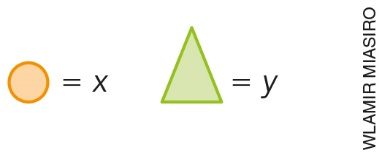 = x
= y
WLAMIR MIASIRO